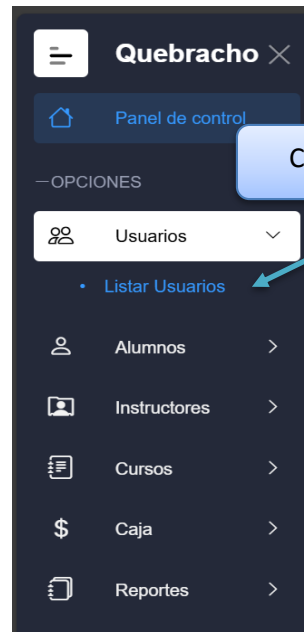 Quebracho
Panel de control
C
OPCIONES
Usuarios
Listar Usuarios
Alumnos
Instructores
Cursos
$ Caja
Reportes